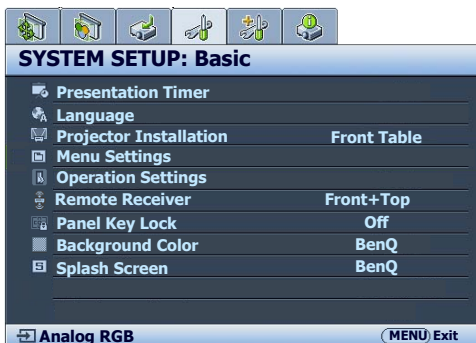 SYSTEM SETUP: Basic
Presentation Timer
Language
Projector Installation Front Table
Menu Settings
Operation Settings
Remote Receiver Front+Top
Panel Key Lock Off
Background Color BenQ
Splash Screen BenQ
Analog RGB MENU Exit